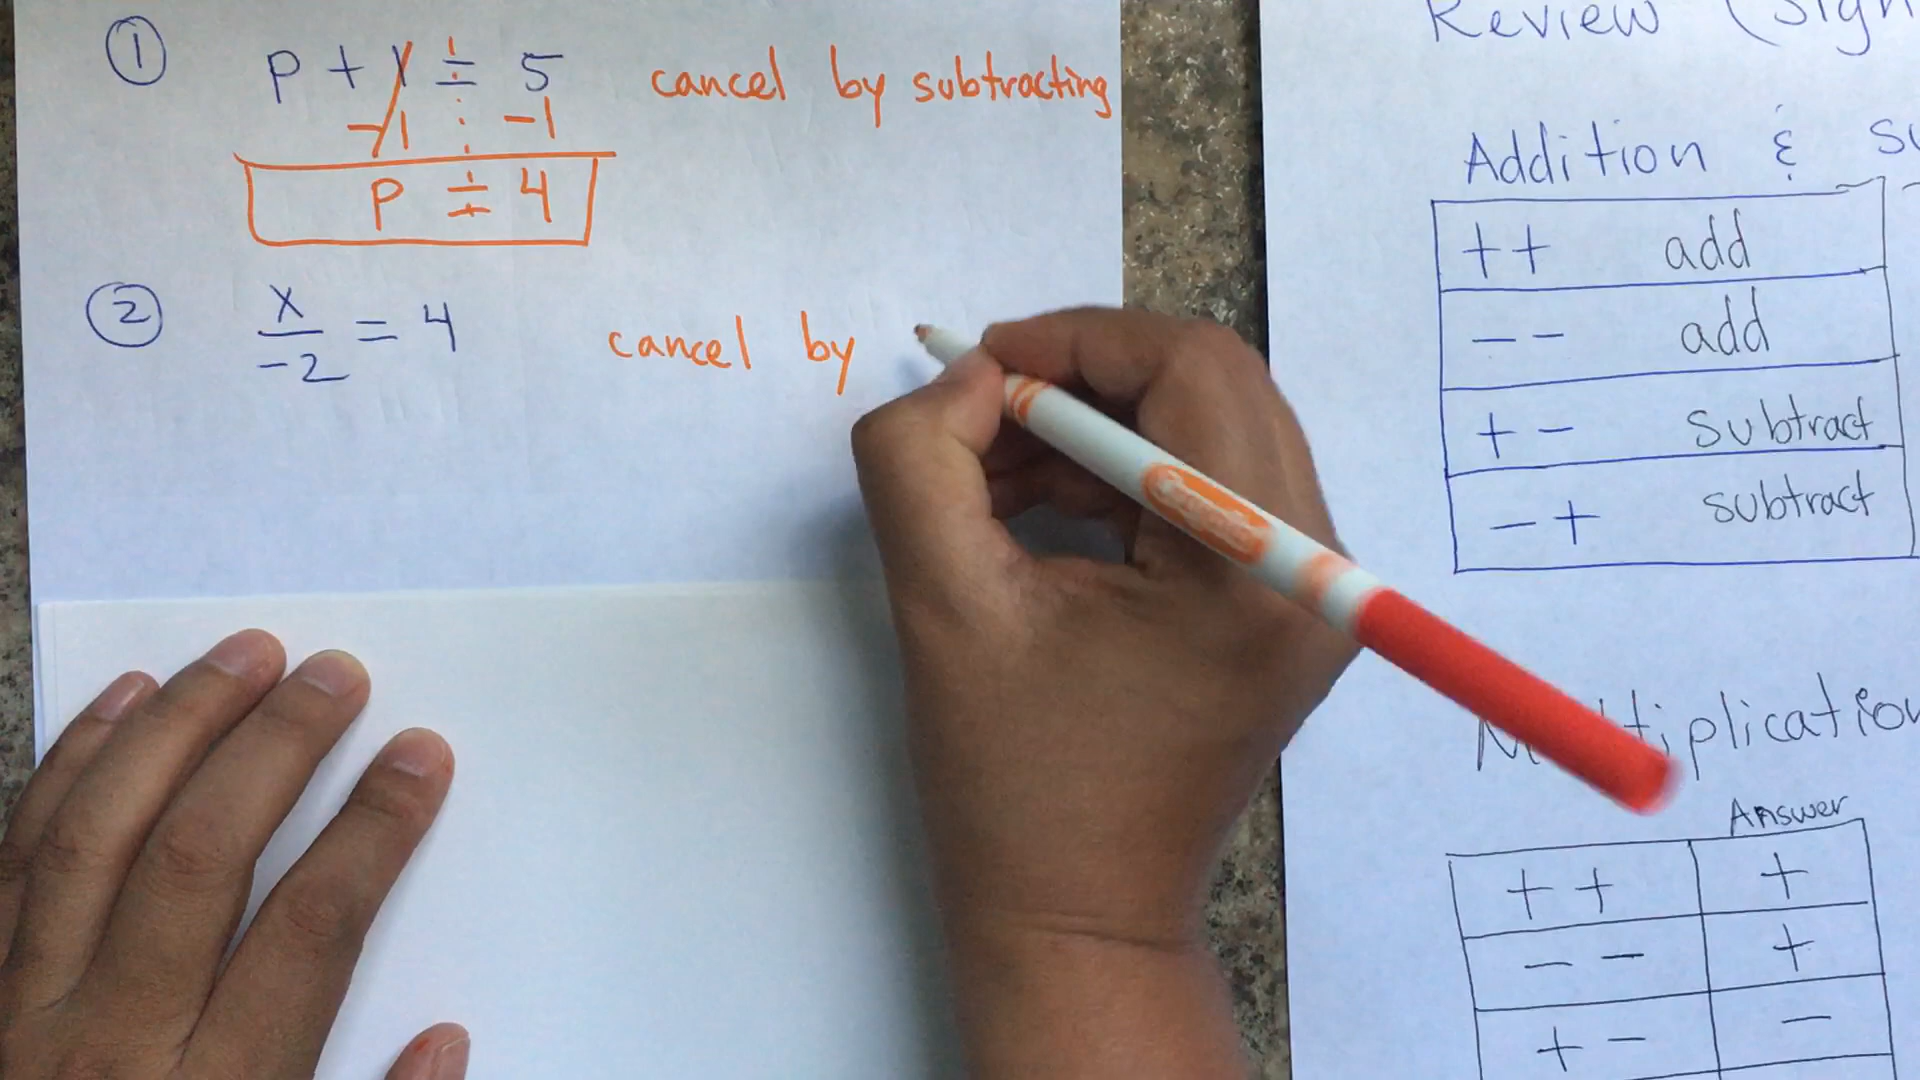 ① p + 1 = 5 cancel by subtracting
-1 -1
p = 4
② x
— = 4 cancel by
-2
Review (Sign
Addition &
+ + add
- - add
+ - subtract
- + subtract
Answer
+ + +
- - +
+ - -